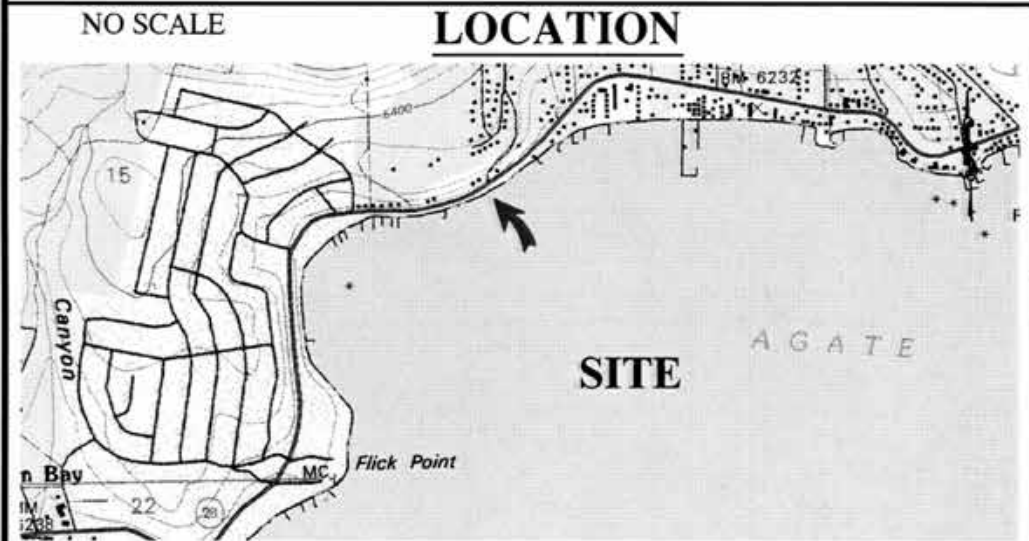 NO SCALE
LOCATION
BM 6232
6400
15
Canyon
AGATE
SITE
Flick Point
MC
n Bay
22
28